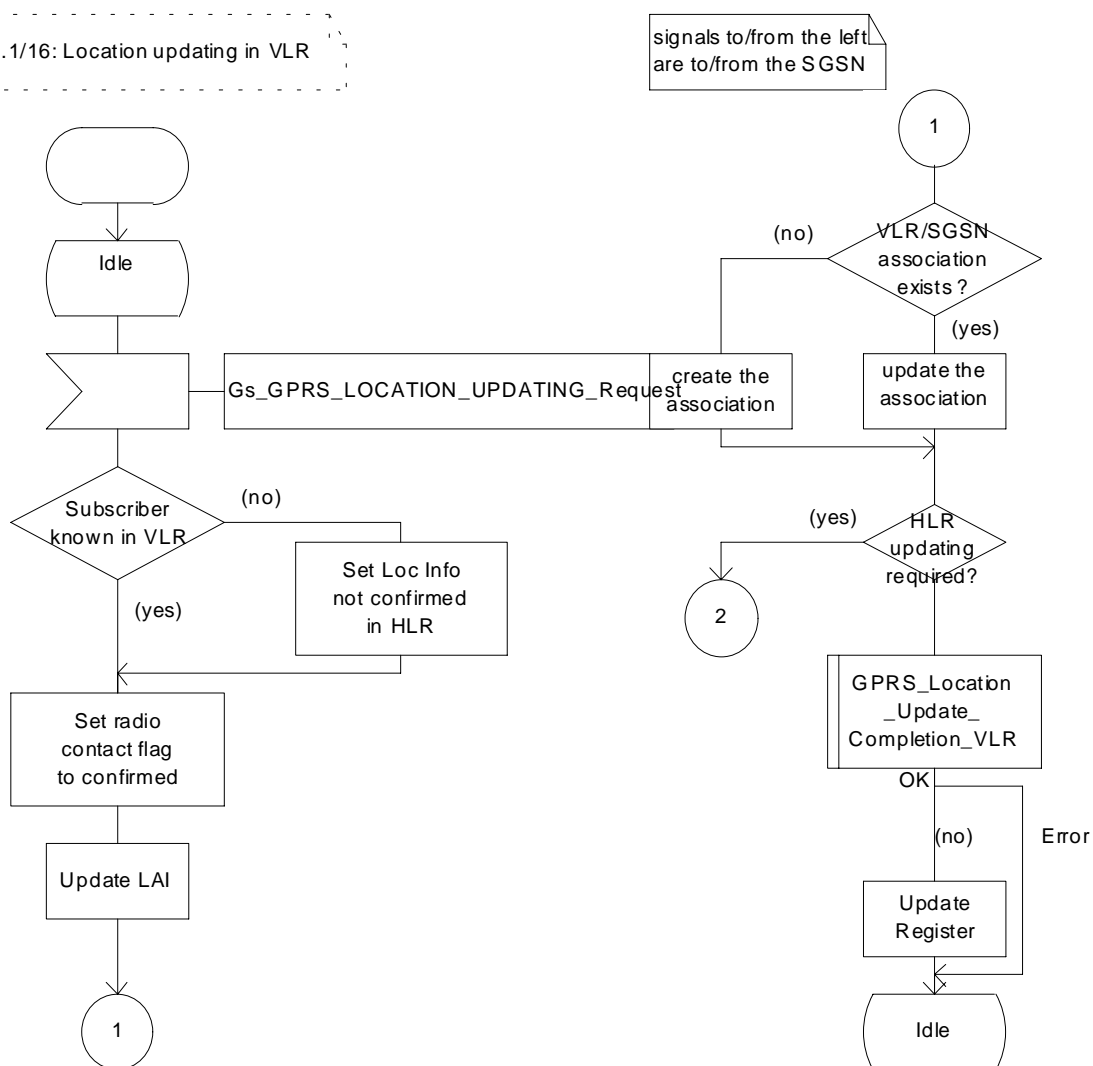 .1/16: Location updating in VLR
signals to/from the left
are to/from the SGSN
Idle
Gs_GPRS_LOCATION_UPDATING_Request
Subscriber
known in VLR
(no)
(yes)
Set Loc Info
not confirmed
in HLR
Set radio
contact flag
to confirmed
Update LAI
1
1
VLR/SGSN
association
exists ?
(no)
(yes)
create the
association
update the
association
HLR
updating
required?
(yes)
2
GPRS_Location
_Update_
Completion_VLR
OK
(no)
Error
Update
Register
Idle